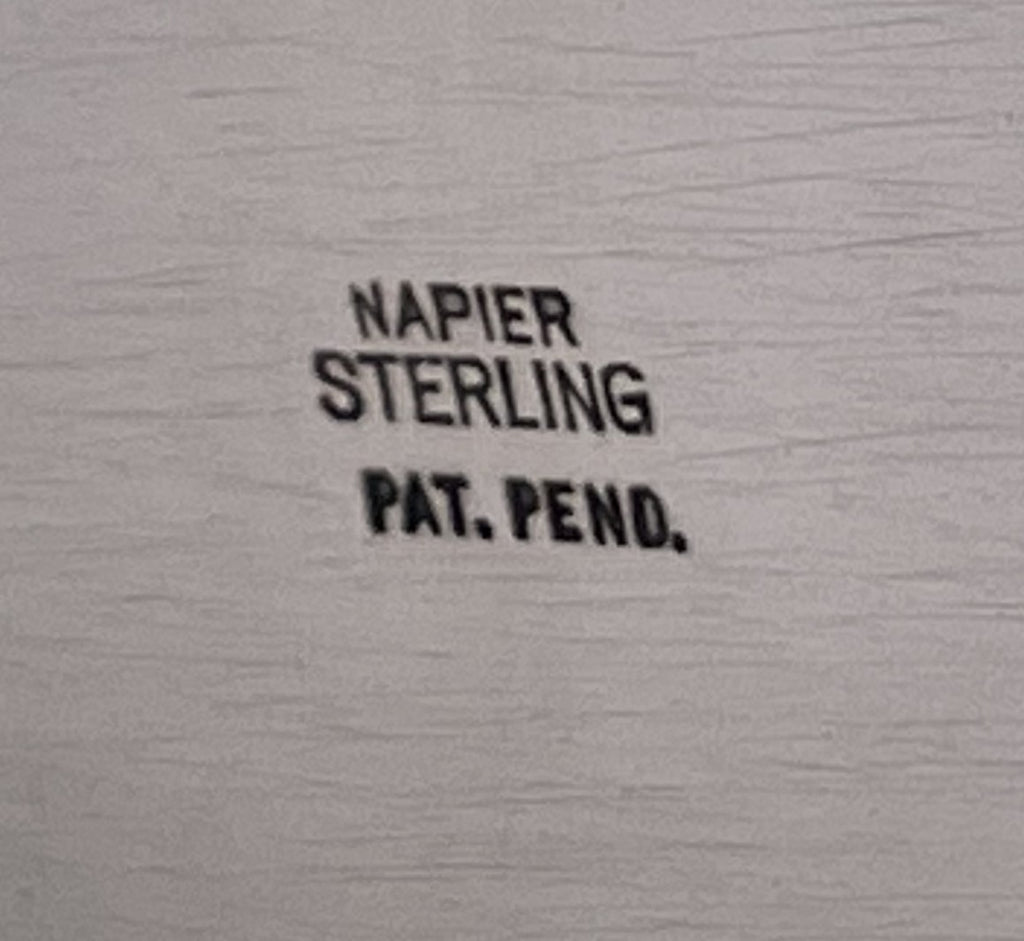 NAPIER
STERLING
PAT. PEND.